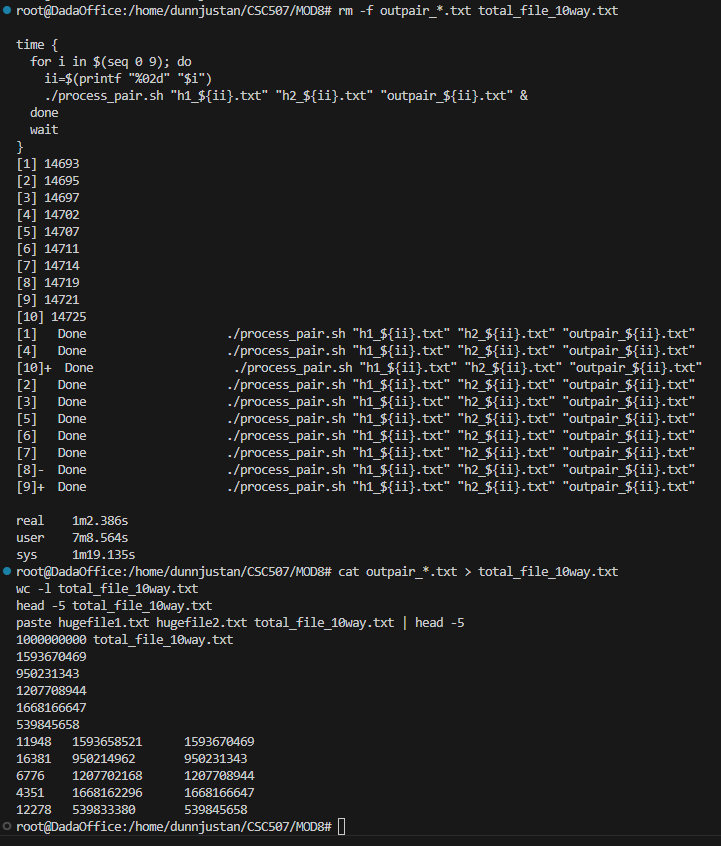 root@DadaOffice:/home/dunnjustan/CSC507/MOD8# rm -f outpair_*.txt total_file_10way.txt
time {
  for i in $(seq 0 9); do
    ii=$(printf "%02d" "$i")
    ./process_pair.sh "h1_${ii}.txt" "h2_${ii}.txt" "outpair_${ii}.txt" &
  done
  wait
}
[1] 14693
[2] 14695
[3] 14697
[4] 14702
[5] 14707
[6] 14711
[7] 14714
[8] 14719
[9] 14721
[10] 14725
[1]   Done                    ./process_pair.sh "h1_${ii}.txt" "h2_${ii}.txt" "outpair_${ii}.txt"
[4]   Done                    ./process_pair.sh "h1_${ii}.txt" "h2_${ii}.txt" "outpair_${ii}.txt"
[10]+  Done                    ./process_pair.sh "h1_${ii}.txt" "h2_${ii}.txt" "outpair_${ii}.txt"
[2]   Done                    ./process_pair.sh "h1_${ii}.txt" "h2_${ii}.txt" "outpair_${ii}.txt"
[3]   Done                    ./process_pair.sh "h1_${ii}.txt" "h2_${ii}.txt" "outpair_${ii}.txt"
[5]   Done                    ./process_pair.sh "h1_${ii}.txt" "h2_${ii}.txt" "outpair_${ii}.txt"
[6]   Done                    ./process_pair.sh "h1_${ii}.txt" "h2_${ii}.txt" "outpair_${ii}.txt"
[7]   Done                    ./process_pair.sh "h1_${ii}.txt" "h2_${ii}.txt" "outpair_${ii}.txt"
[8]-  Done                    ./process_pair.sh "h1_${ii}.txt" "h2_${ii}.txt" "outpair_${ii}.txt"
[9]+  Done                    ./process_pair.sh "h1_${ii}.txt" "h2_${ii}.txt" "outpair_${ii}.txt"
real    1m2.386s
user    7m8.564s
sys     1m19.135s
root@DadaOffice:/home/dunnjustan/CSC507/MOD8# cat outpair_*.txt > total_file_10way.txt
wc -l total_file_10way.txt
head -5 total_file_10way.txt
paste hugefile1.txt hugefile2.txt total_file_10way.txt | head -5
1000000000 total_file_10way.txt
1593670469
950231343
1207708944
1668166647
539845658
11948   1593658521      1593670469
16381   950214962       950231343
6776    1207702168      1207708944
4351    1668162296      1668166647
12278   539833380       539845658
root@DadaOffice:/home/dunnjustan/CSC507/MOD8#